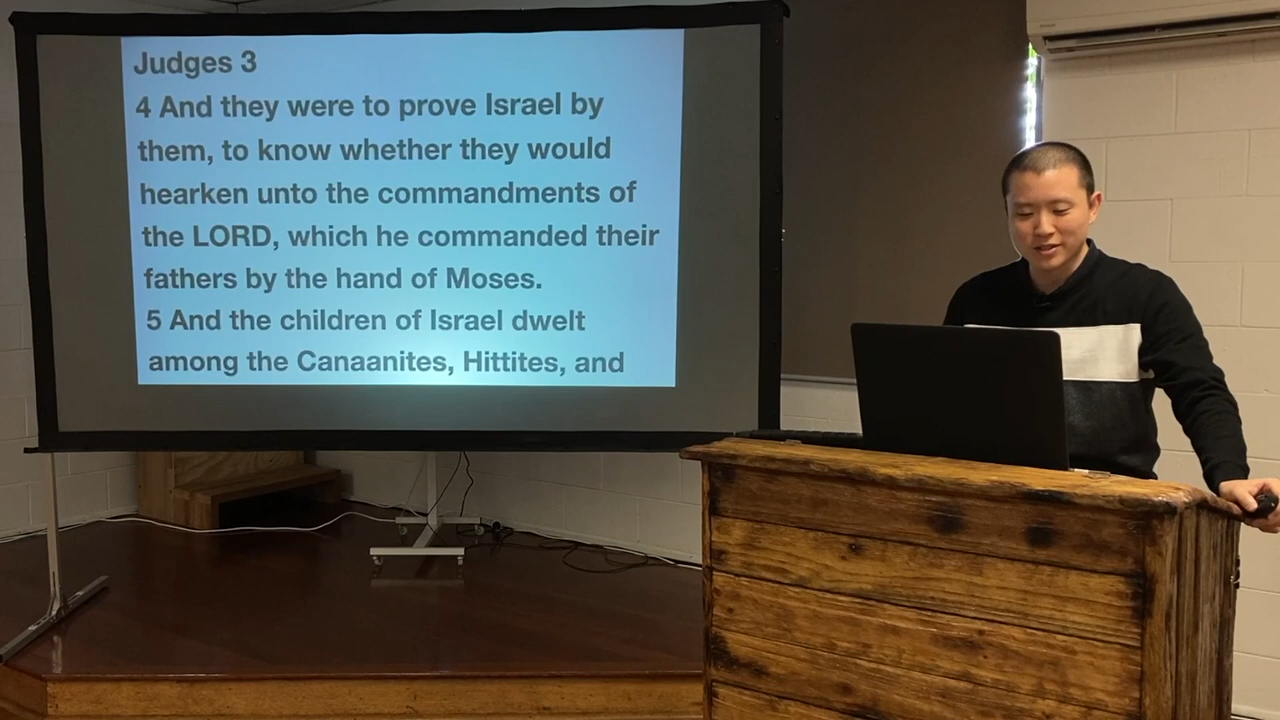 Judges 3
4 And they were to prove Israel by
them, to know whether they would
hearken unto the commandments of
the LORD, which he commanded their
fathers by the hand of Moses.
5 And the children of Israel dwelt
among the Canaanites, Hittites, and